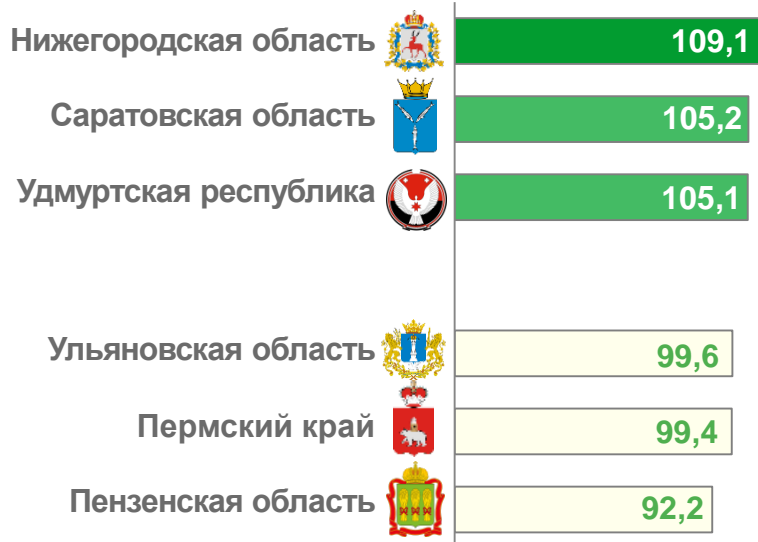 Нижегородская область 109,1
Саратовская область 105,2
Удмуртская республика 105,1
Ульяновская область 99,6
Пермский край 99,4
Пензенская область 92,2